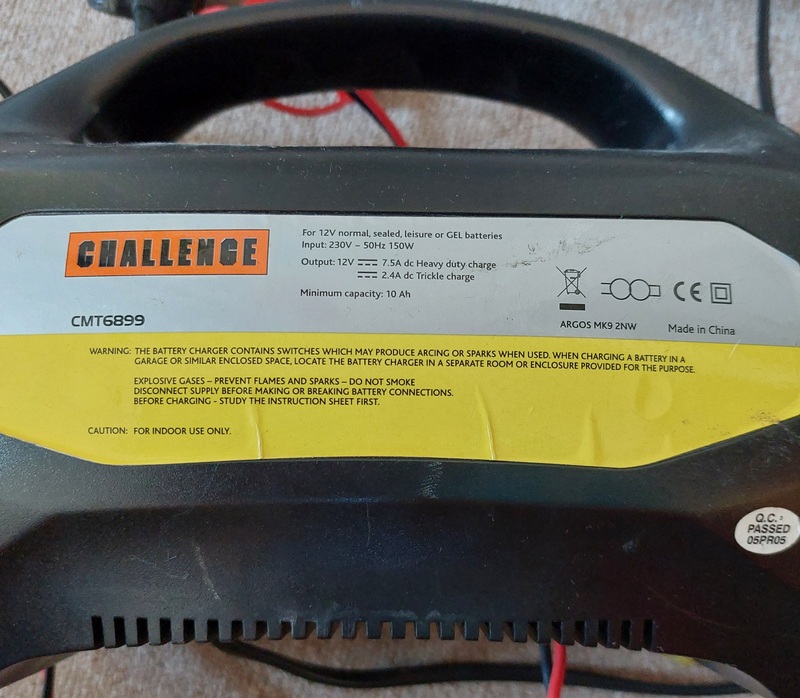 CHALLENGE
For 12V normal, sealed, leisure or GEL batteries
Input: 230V ~ 50Hz 150W
Output: 12V ⎓ 7.5A dc Heavy duty charge
⎓ 2.4A dc Trickle charge
Minimum capacity: 10 Ah
CE
CMT6899
ARGOS MK9 2NW
Made in China
WARNING: THE BATTERY CHARGER CONTAINS SWITCHES WHICH MAY PRODUCE ARCING OR SPARKS WHEN USED. WHEN CHARGING A BATTERY IN A
GARAGE OR SIMILAR ENCLOSED SPACE, LOCATE THE BATTERY CHARGER IN A SEPARATE ROOM OR ENCLOSURE PROVIDED FOR THE PURPOSE.
EXPLOSIVE GASES – PREVENT FLAMES AND SPARKS – DO NOT SMOKE
DISCONNECT SUPPLY BEFORE MAKING OR BREAKING BATTERY CONNECTIONS.
BEFORE CHARGING - STUDY THE INSTRUCTION SHEET FIRST.
CAUTION: FOR INDOOR USE ONLY.
Q.C.:
PASSED
05PR05